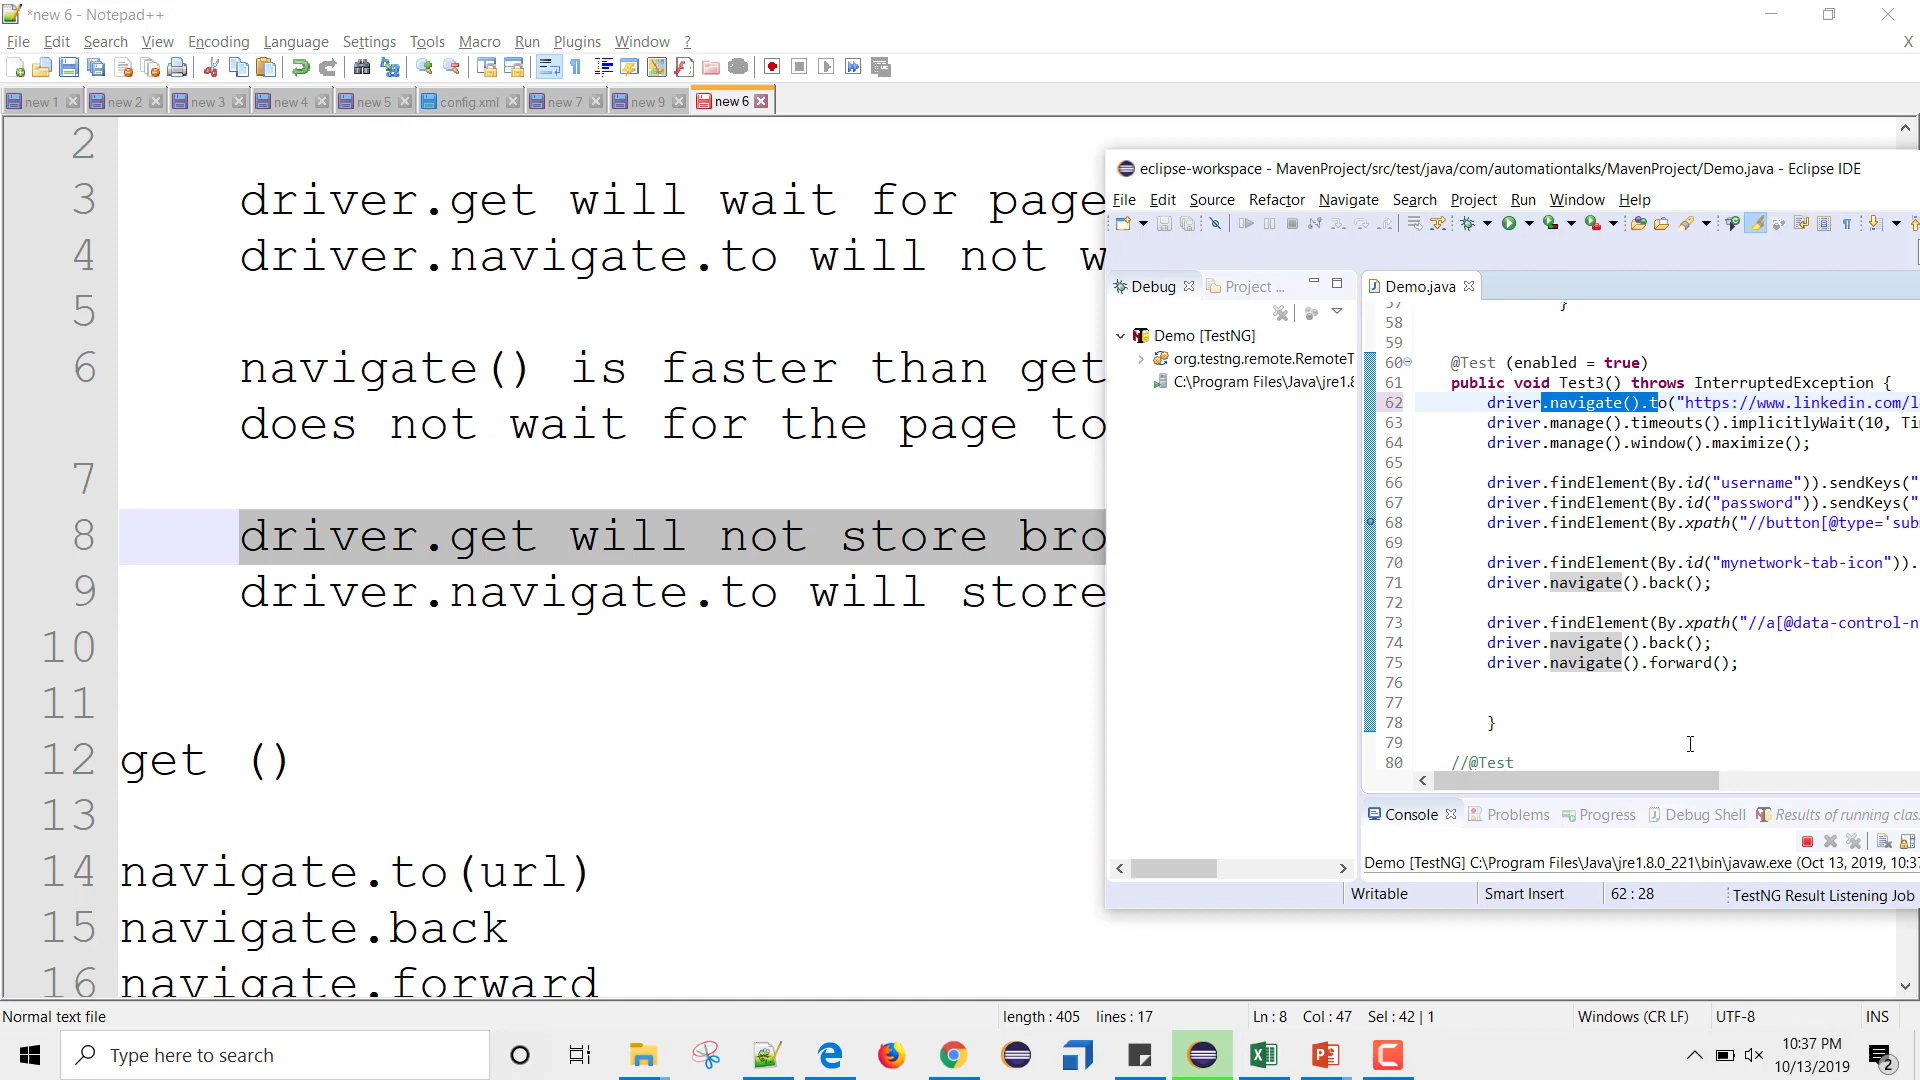 *new 6 - Notepad++
File Edit Search View Encoding Language Settings Tools Macro Run Plugins Window ?
X
new 1 new 2 new 3 new 4 new 5 config.xml new 7 new 9 new 6
2
3 driver.get will wait for page
4 driver.navigate.to will not w
5
6 navigate() is faster than get
does not wait for the page to
7
8 driver.get will not store bro
9 driver.navigate.to will store
10
11
12 get ()
13
14 navigate.to(url)
15 navigate.back
16 navigate.forward
eclipse-workspace - MavenProject/src/test/java/com/automationtalks/MavenProject/Demo.java - Eclipse IDE
File Edit Source Refactor Navigate Search Project Run Window Help
Debug Project ...
Demo [TestNG]
org.testng.remote.RemoteT
C:\Program Files\Java\jre1.8
Demo.java
57 }
58
59
60 @Test (enabled = true)
61 public void Test3() throws InterruptedException {
62 driver.navigate().to("https://www.linkedin.com/l
63 driver.manage().timeouts().implicitlyWait(10, Ti
64 driver.manage().window().maximize();
65
66 driver.findElement(By.id("username")).sendKeys("
67 driver.findElement(By.id("password")).sendKeys("
68 driver.findElement(By.xpath("//button[@type='sub
69
70 driver.findElement(By.id("mynetwork-tab-icon")).
71 driver.navigate().back();
72
73 driver.findElement(By.xpath("//a[@data-control-n
74 driver.navigate().back();
75 driver.navigate().forward();
76
77
78 }
79
80 //@Test
Console Problems Progress Debug Shell Results of running clas
Demo [TestNG] C:\Program Files\Java\jre1.8.0_221\bin\javaw.exe (Oct 13, 2019, 10:37
Writable Smart Insert 62 : 28 TestNG Result Listening Job
Normal text file length : 405 lines : 17 Ln : 8 Col : 47 Sel : 42 | 1 Windows (CR LF) UTF-8 INS
Type here to search
10:37 PM
10/13/2019
2